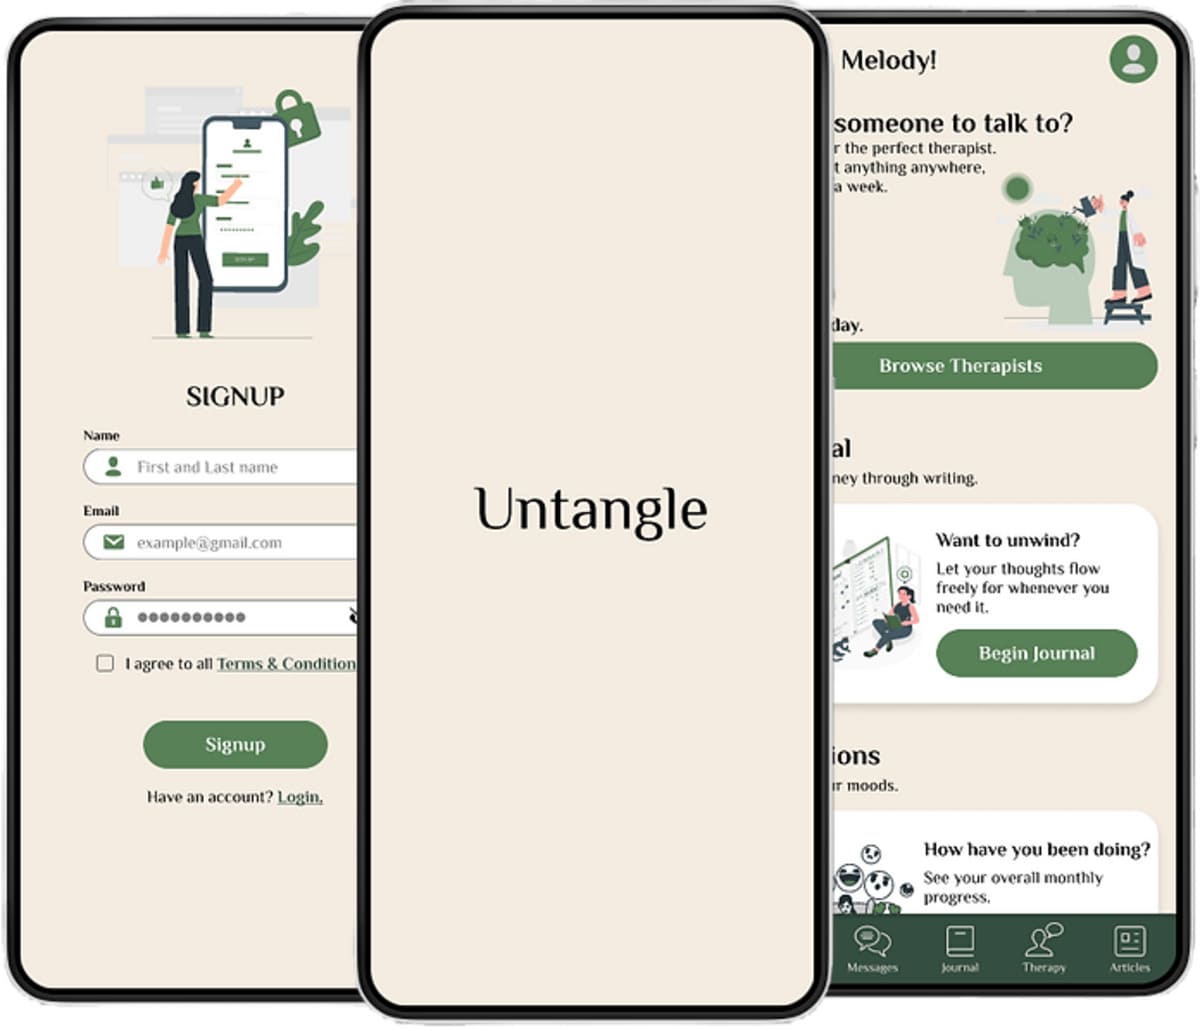 SIGNUP
Name
First and Last name
Email
example@gmail.com
Password
I agree to all Terms & Condition
Signup
Have an account? Login.
Untangle
Melody!
someone to talk to?
r the perfect therapist.
t anything anywhere,
a week.
day.
Browse Therapists
al
ney through writing.
Want to unwind?
Let your thoughts flow
freely for whenever you
need it.
Begin Journal
ions
ur moods.
How have you been doing?
See your overall monthly
progress.
Messages
Journal
Therapy
Articles